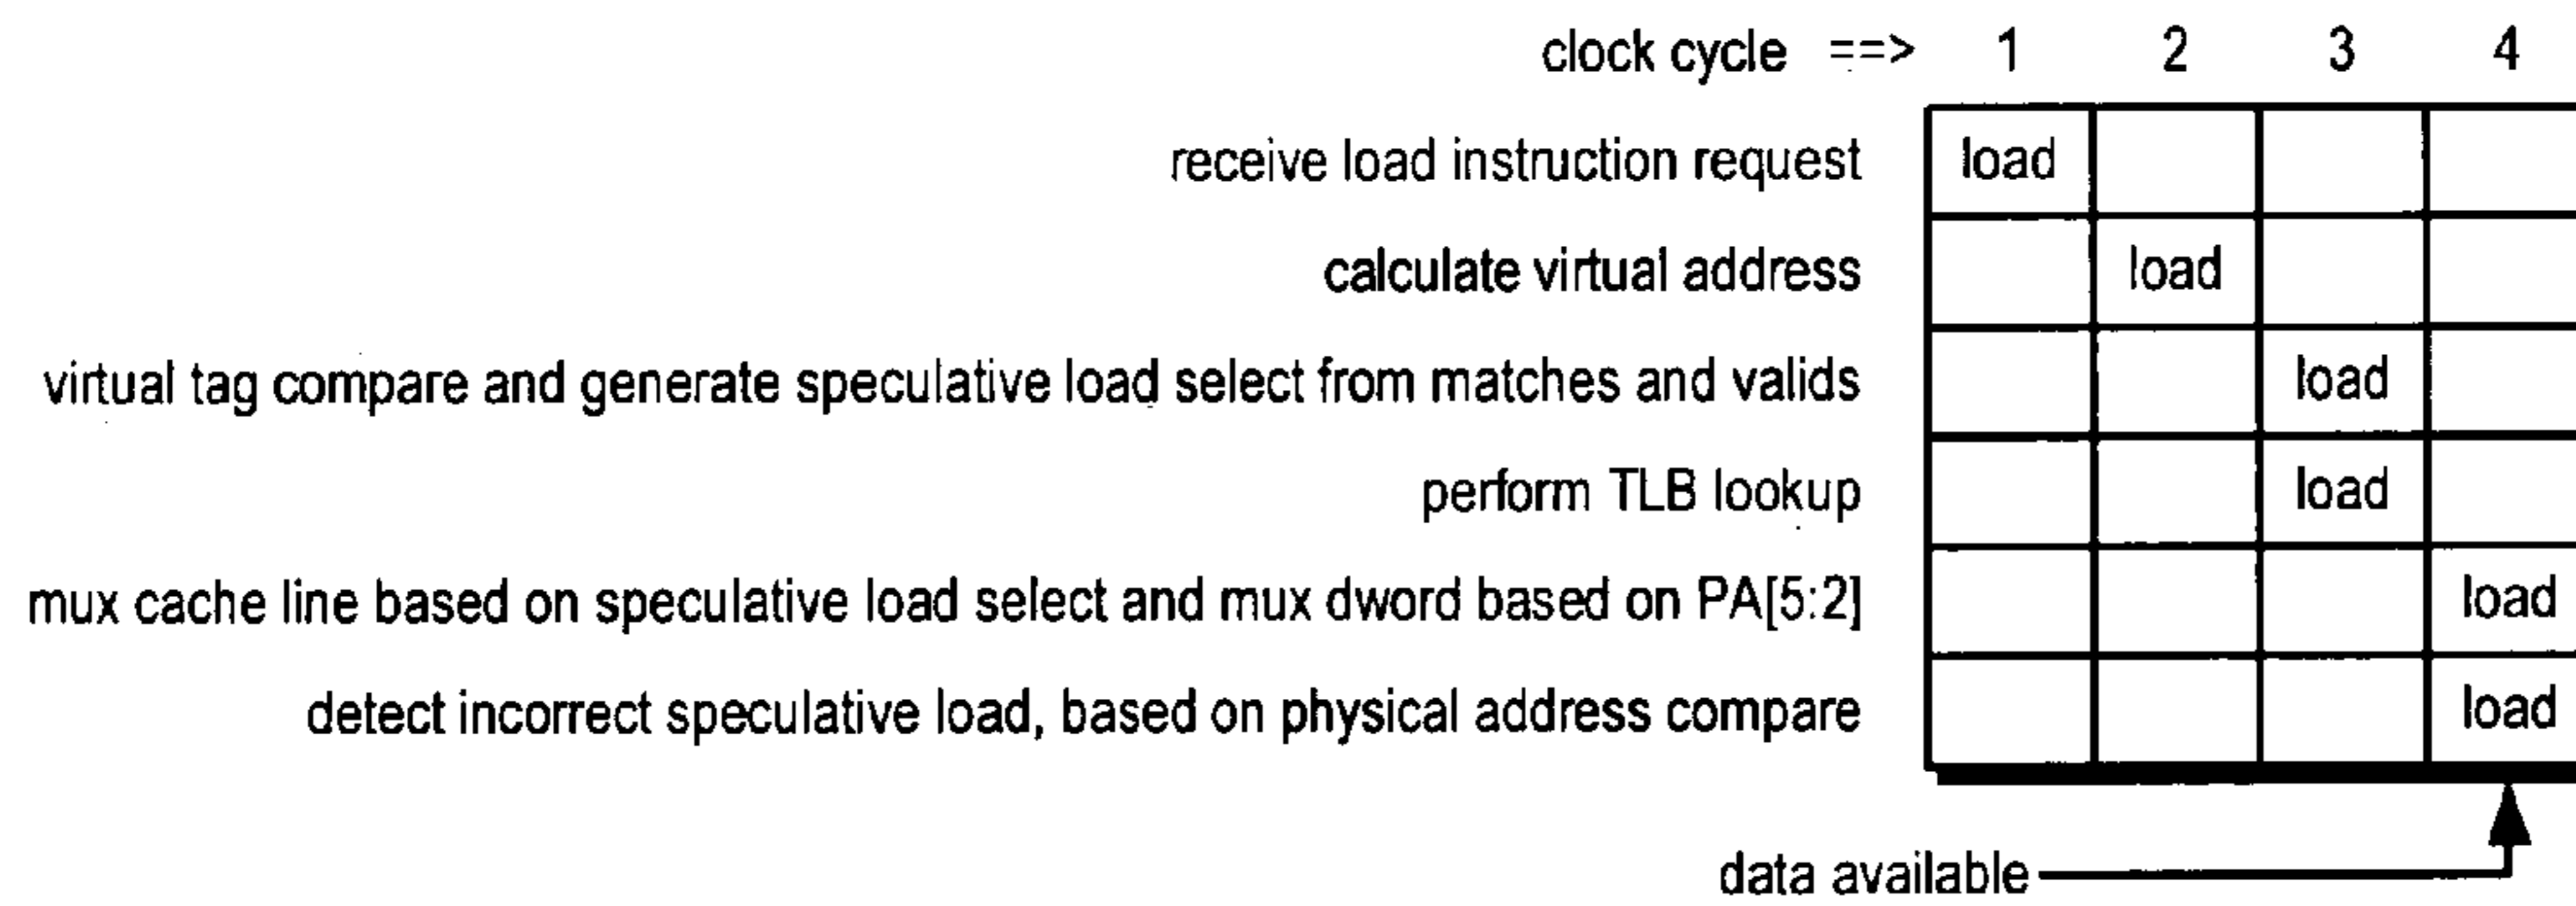 clock cycle ==> 1 2 3 4
receive load instruction request load
calculate virtual address load
virtual tag compare and generate speculative load select from matches and valids load
perform TLB lookup load
mux cache line based on speculative load select and mux dword based on PA[5:2] load
detect incorrect speculative load, based on physical address compare load
data available